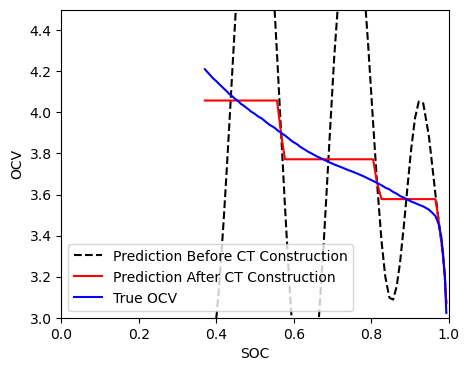 4.4
4.2
4.0
3.8
3.6
3.4
3.2
3.0
OCV
Prediction Before CT Construction
Prediction After CT Construction
True OCV
0.0 0.2 0.4 0.6 0.8 1.0
SOC